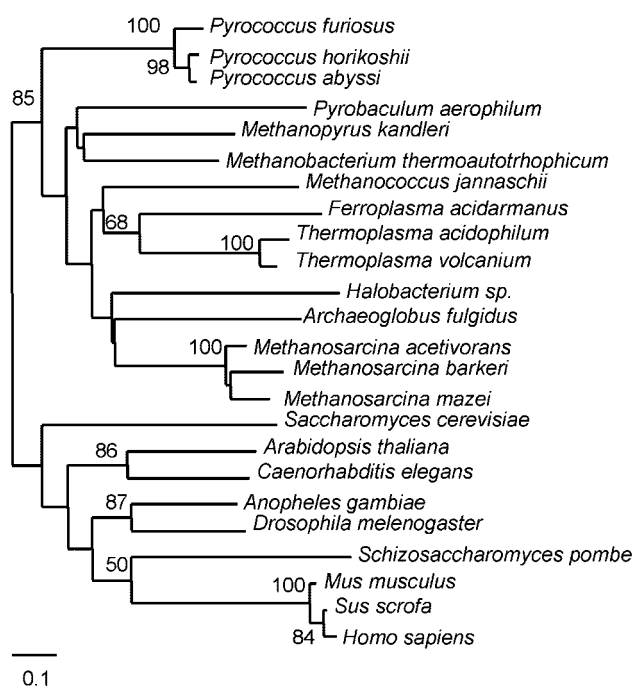 100 Pyrococcus furiosus
Pyrococcus horikoshii
98 Pyrococcus abyssi
85
Pyrobaculum aerophilum
Methanopyrus kandleri
Methanobacterium thermoautotrhophicum
Methanococcus jannaschii
68 Ferroplasma acidarmanus
100 Thermoplasma acidophilum
Thermoplasma volcanium
Halobacterium sp.
Archaeoglobus fulgidus
100 Methanosarcina acetivorans
Methanosarcina barkeri
Methanosarcina mazei
Saccharomyces cerevisiae
86 Arabidopsis thaliana
Caenorhabditis elegans
87 Anopheles gambiae
Drosophila melenogaster
50 Schizosaccharomyces pombe
100 Mus musculus
Sus scrofa
84 Homo sapiens
0.1